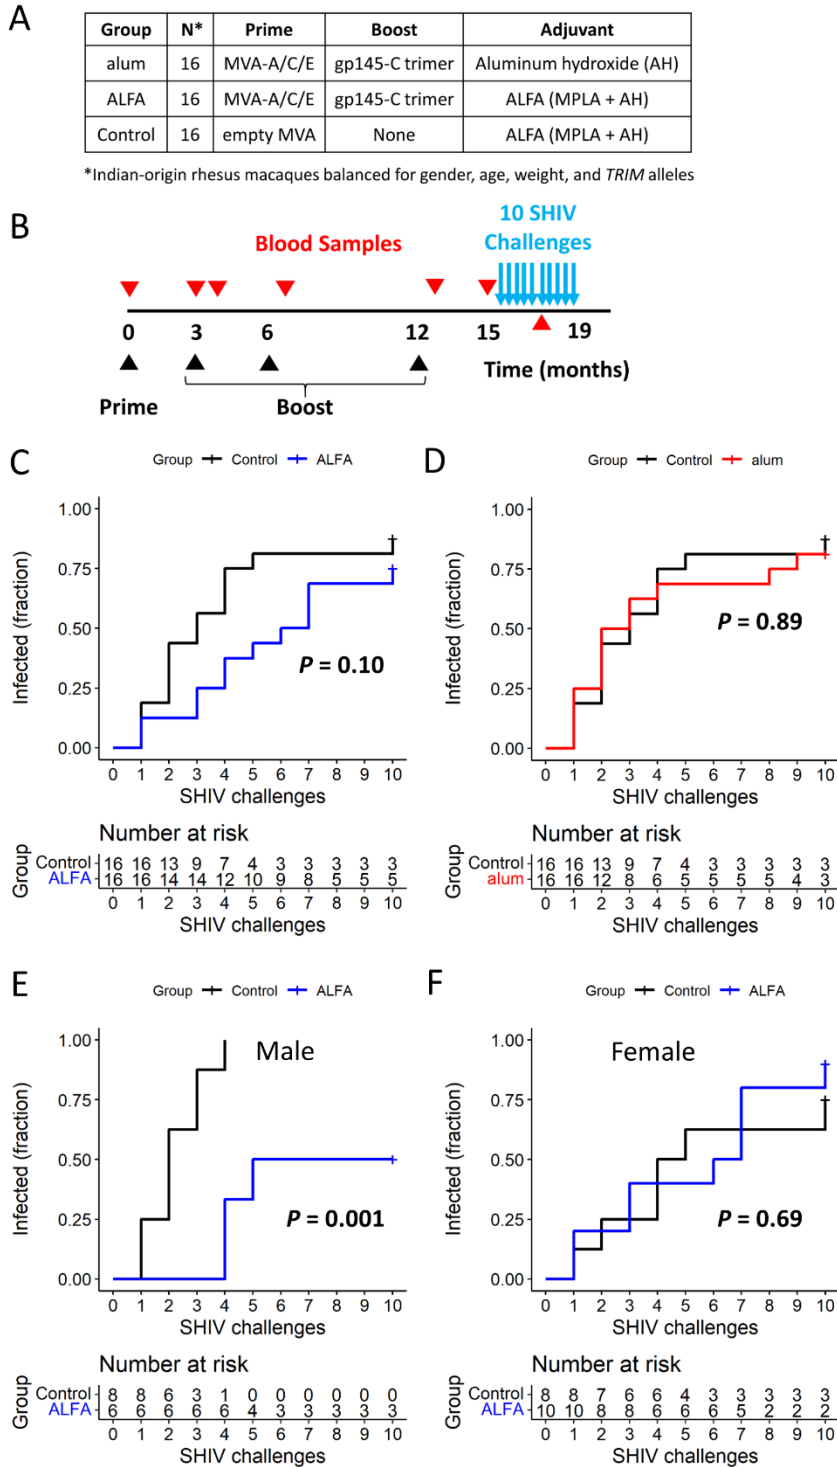 A
Group N* Prime Boost Adjuvant
alum 16 MVA-A/C/E gp145-C trimer Aluminum hydroxide (AH)
ALFA 16 MVA-A/C/E gp145-C trimer ALFA (MPLA + AH)
Control 16 empty MVA None ALFA (MPLA + AH)
*Indian-origin rhesus macaques balanced for gender, age, weight, and TRIM alleles
B
10 SHIV
Challenges
Blood Samples
0 3 6 12 15 19
Time (months)
Prime Boost
C
Group Control ALFA
1.00
0.75
0.50
0.25
0.00
Infected (fraction)
P = 0.10
0 1 2 3 4 5 6 7 8 9 10
SHIV challenges
Number at risk
Group
Control 16 16 13 9 7 4 3 3 3 3 3
ALFA 16 16 14 14 12 10 9 8 5 5 5
0 1 2 3 4 5 6 7 8 9 10
SHIV challenges
D
Group Control alum
1.00
0.75
0.50
0.25
0.00
Infected (fraction)
P = 0.89
0 1 2 3 4 5 6 7 8 9 10
SHIV challenges
Number at risk
Group
Control 16 16 13 9 7 4 3 3 3 3 3
alum 16 16 12 8 6 5 5 5 5 4 3
0 1 2 3 4 5 6 7 8 9 10
SHIV challenges
E
Group Control ALFA
Male
1.00
0.75
0.50
0.25
0.00
Infected (fraction)
P = 0.001
0 1 2 3 4 5 6 7 8 9 10
SHIV challenges
Number at risk
Group
Control 8 8 6 3 1 0 0 0 0 0 0
ALFA 6 6 6 6 6 4 3 3 3 3 3
0 1 2 3 4 5 6 7 8 9 10
SHIV challenges
F
Group Control ALFA
Female
1.00
0.75
0.50
0.25
0.00
Infected (fraction)
P = 0.69
0 1 2 3 4 5 6 7 8 9 10
SHIV challenges
Number at risk
Group
Control 8 8 7 6 6 4 3 3 3 3 3
ALFA 10 10 8 8 6 6 6 5 2 2 2
0 1 2 3 4 5 6 7 8 9 10
SHIV challenges